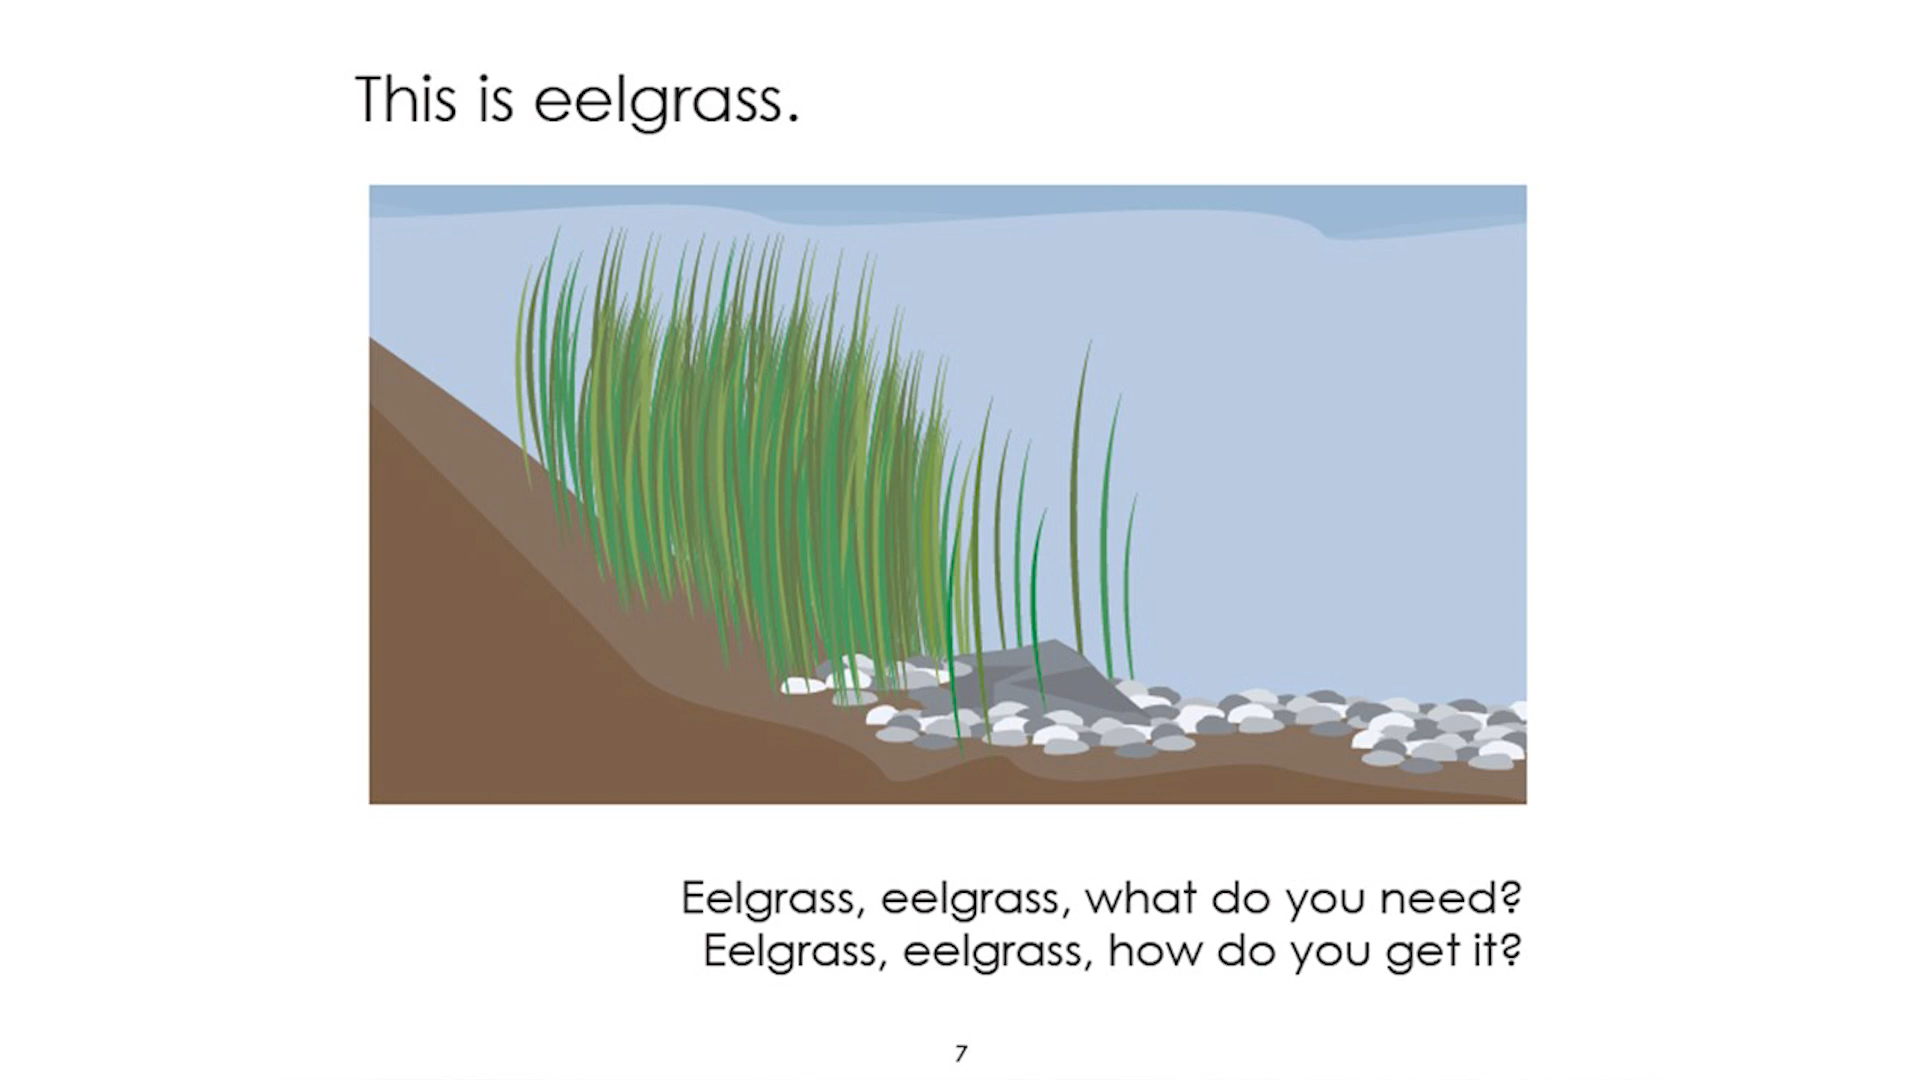 This is eelgrass.
Eelgrass, eelgrass, what do you need?
Eelgrass, eelgrass, how do you get it?
7